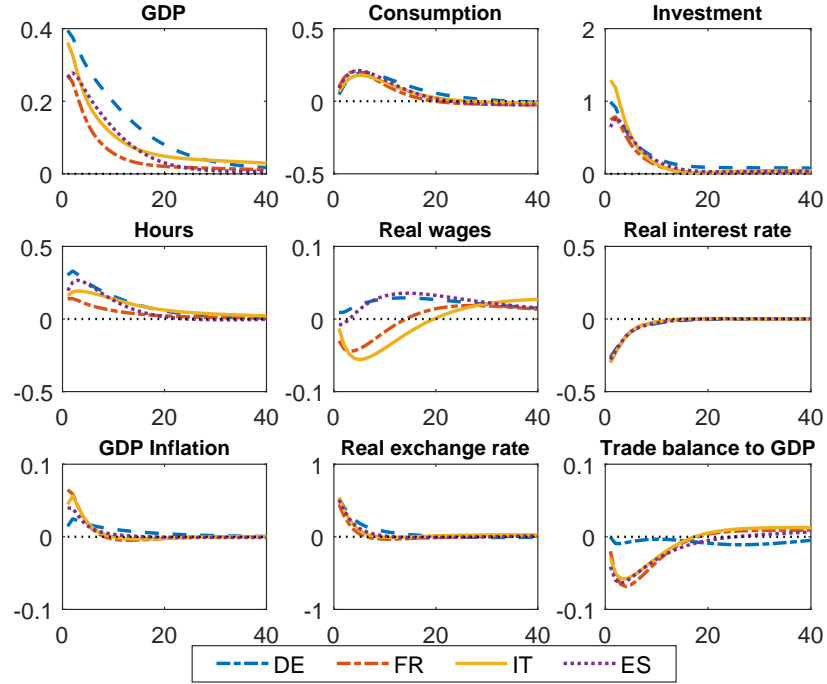 GDP Consumption Investment
0.4 0.5 2
0.2 0 1
0 -0.5 0
0 20 40 0 20 40 0 20 40
Hours Real wages Real interest rate
0.5 0.1 0.5
0 0 0
-0.5 -0.1 -0.5
0 20 40 0 20 40 0 20 40
GDP Inflation Real exchange rate Trade balance to GDP
0.1 1 0.1
0 0 0
-0.1 -1 -0.1
0 20 40 0 20 40 0 20 40
DE FR IT ES